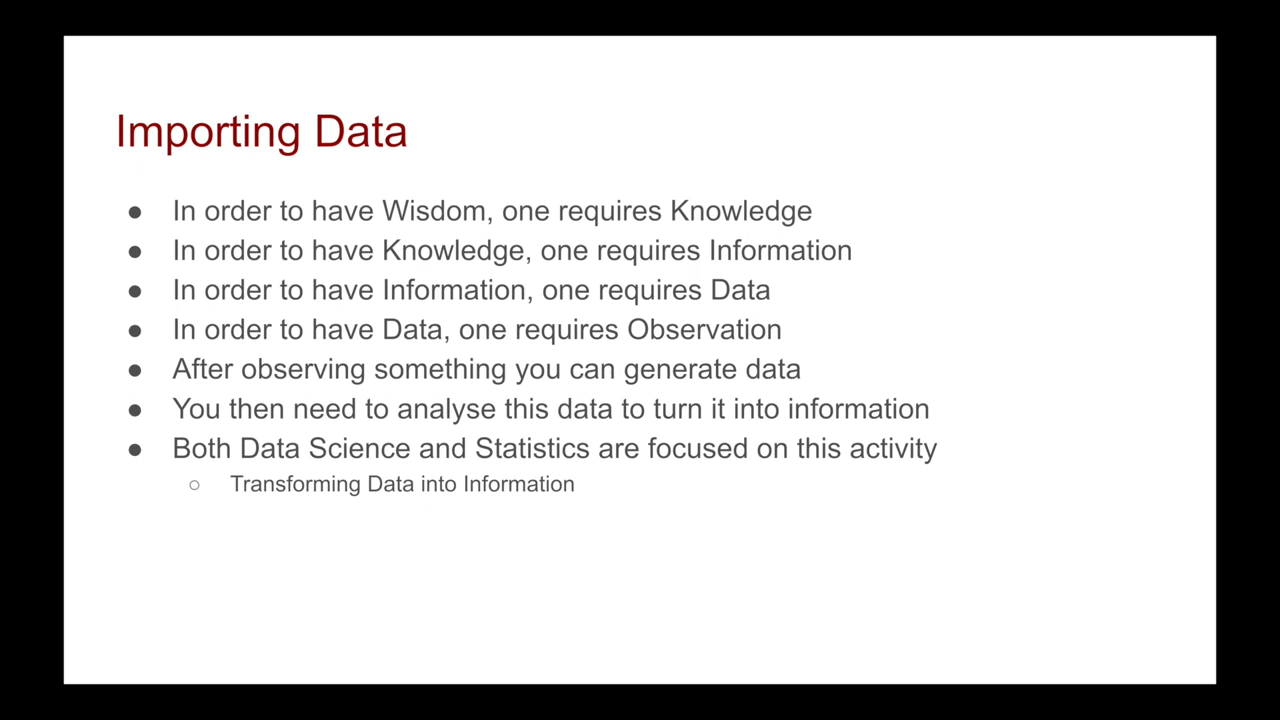 Importing Data
● In order to have Wisdom, one requires Knowledge
● In order to have Knowledge, one requires Information
● In order to have Information, one requires Data
● In order to have Data, one requires Observation
● After observing something you can generate data
● You then need to analyse this data to turn it into information
● Both Data Science and Statistics are focused on this activity
○ Transforming Data into Information